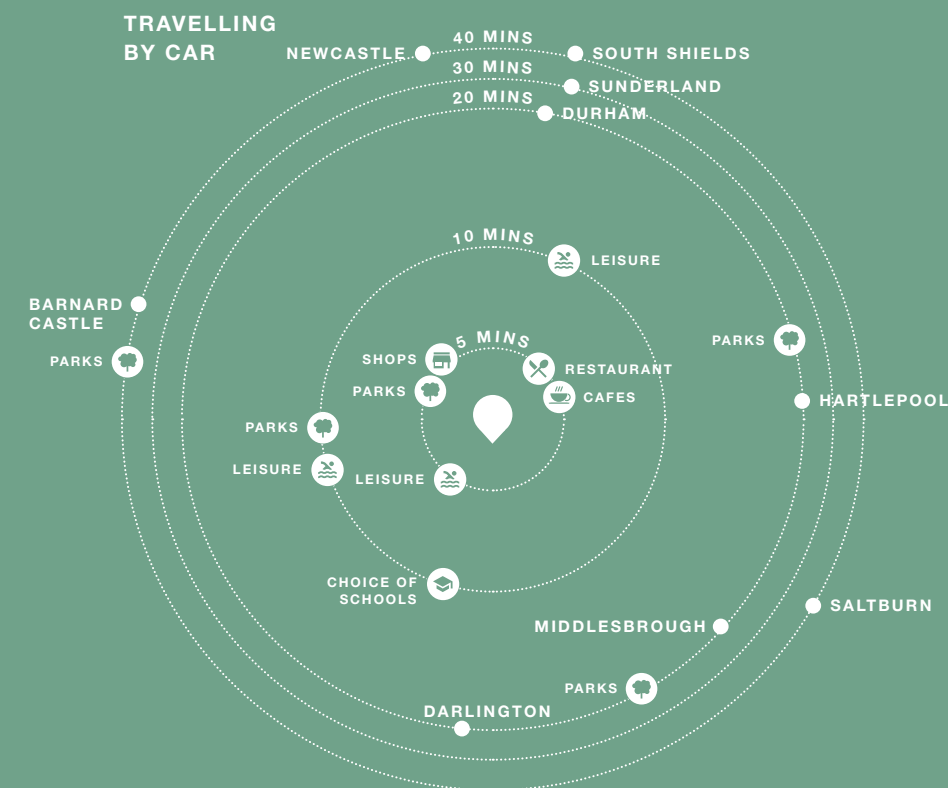 TRAVELLING
BY CAR
40 MINS
NEWCASTLE
SOUTH SHIELDS
30 MINS
SUNDERLAND
20 MINS
DURHAM
10 MINS
LEISURE
BARNARD
CASTLE
PARKS
5 MINS
SHOPS
RESTAURANT
PARKS
CAFES
PARKS
HARTLEPOOL
PARKS
LEISURE
LEISURE
CHOICE OF
SCHOOLS
SALTBURN
MIDDLESBROUGH
PARKS
DARLINGTON